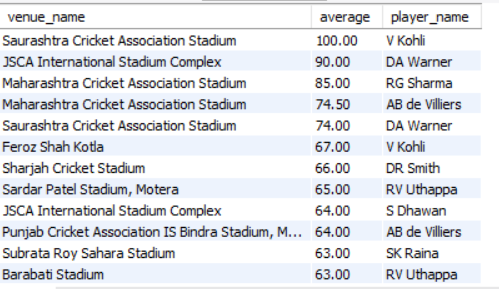 venue_name average player_name
Saurashtra Cricket Association Stadium 100.00 V Kohli
JSCA International Stadium Complex 90.00 DA Warner
Maharashtra Cricket Association Stadium 85.00 RG Sharma
Maharashtra Cricket Association Stadium 74.50 AB de Villiers
Saurashtra Cricket Association Stadium 74.00 DA Warner
Feroz Shah Kotla 67.00 V Kohli
Sharjah Cricket Stadium 66.00 DR Smith
Sardar Patel Stadium, Motera 65.00 RV Uthappa
JSCA International Stadium Complex 64.00 S Dhawan
Punjab Cricket Association IS Bindra Stadium, M... 64.00 AB de Villiers
Subrata Roy Sahara Stadium 63.00 SK Raina
Barabati Stadium 63.00 RV Uthappa